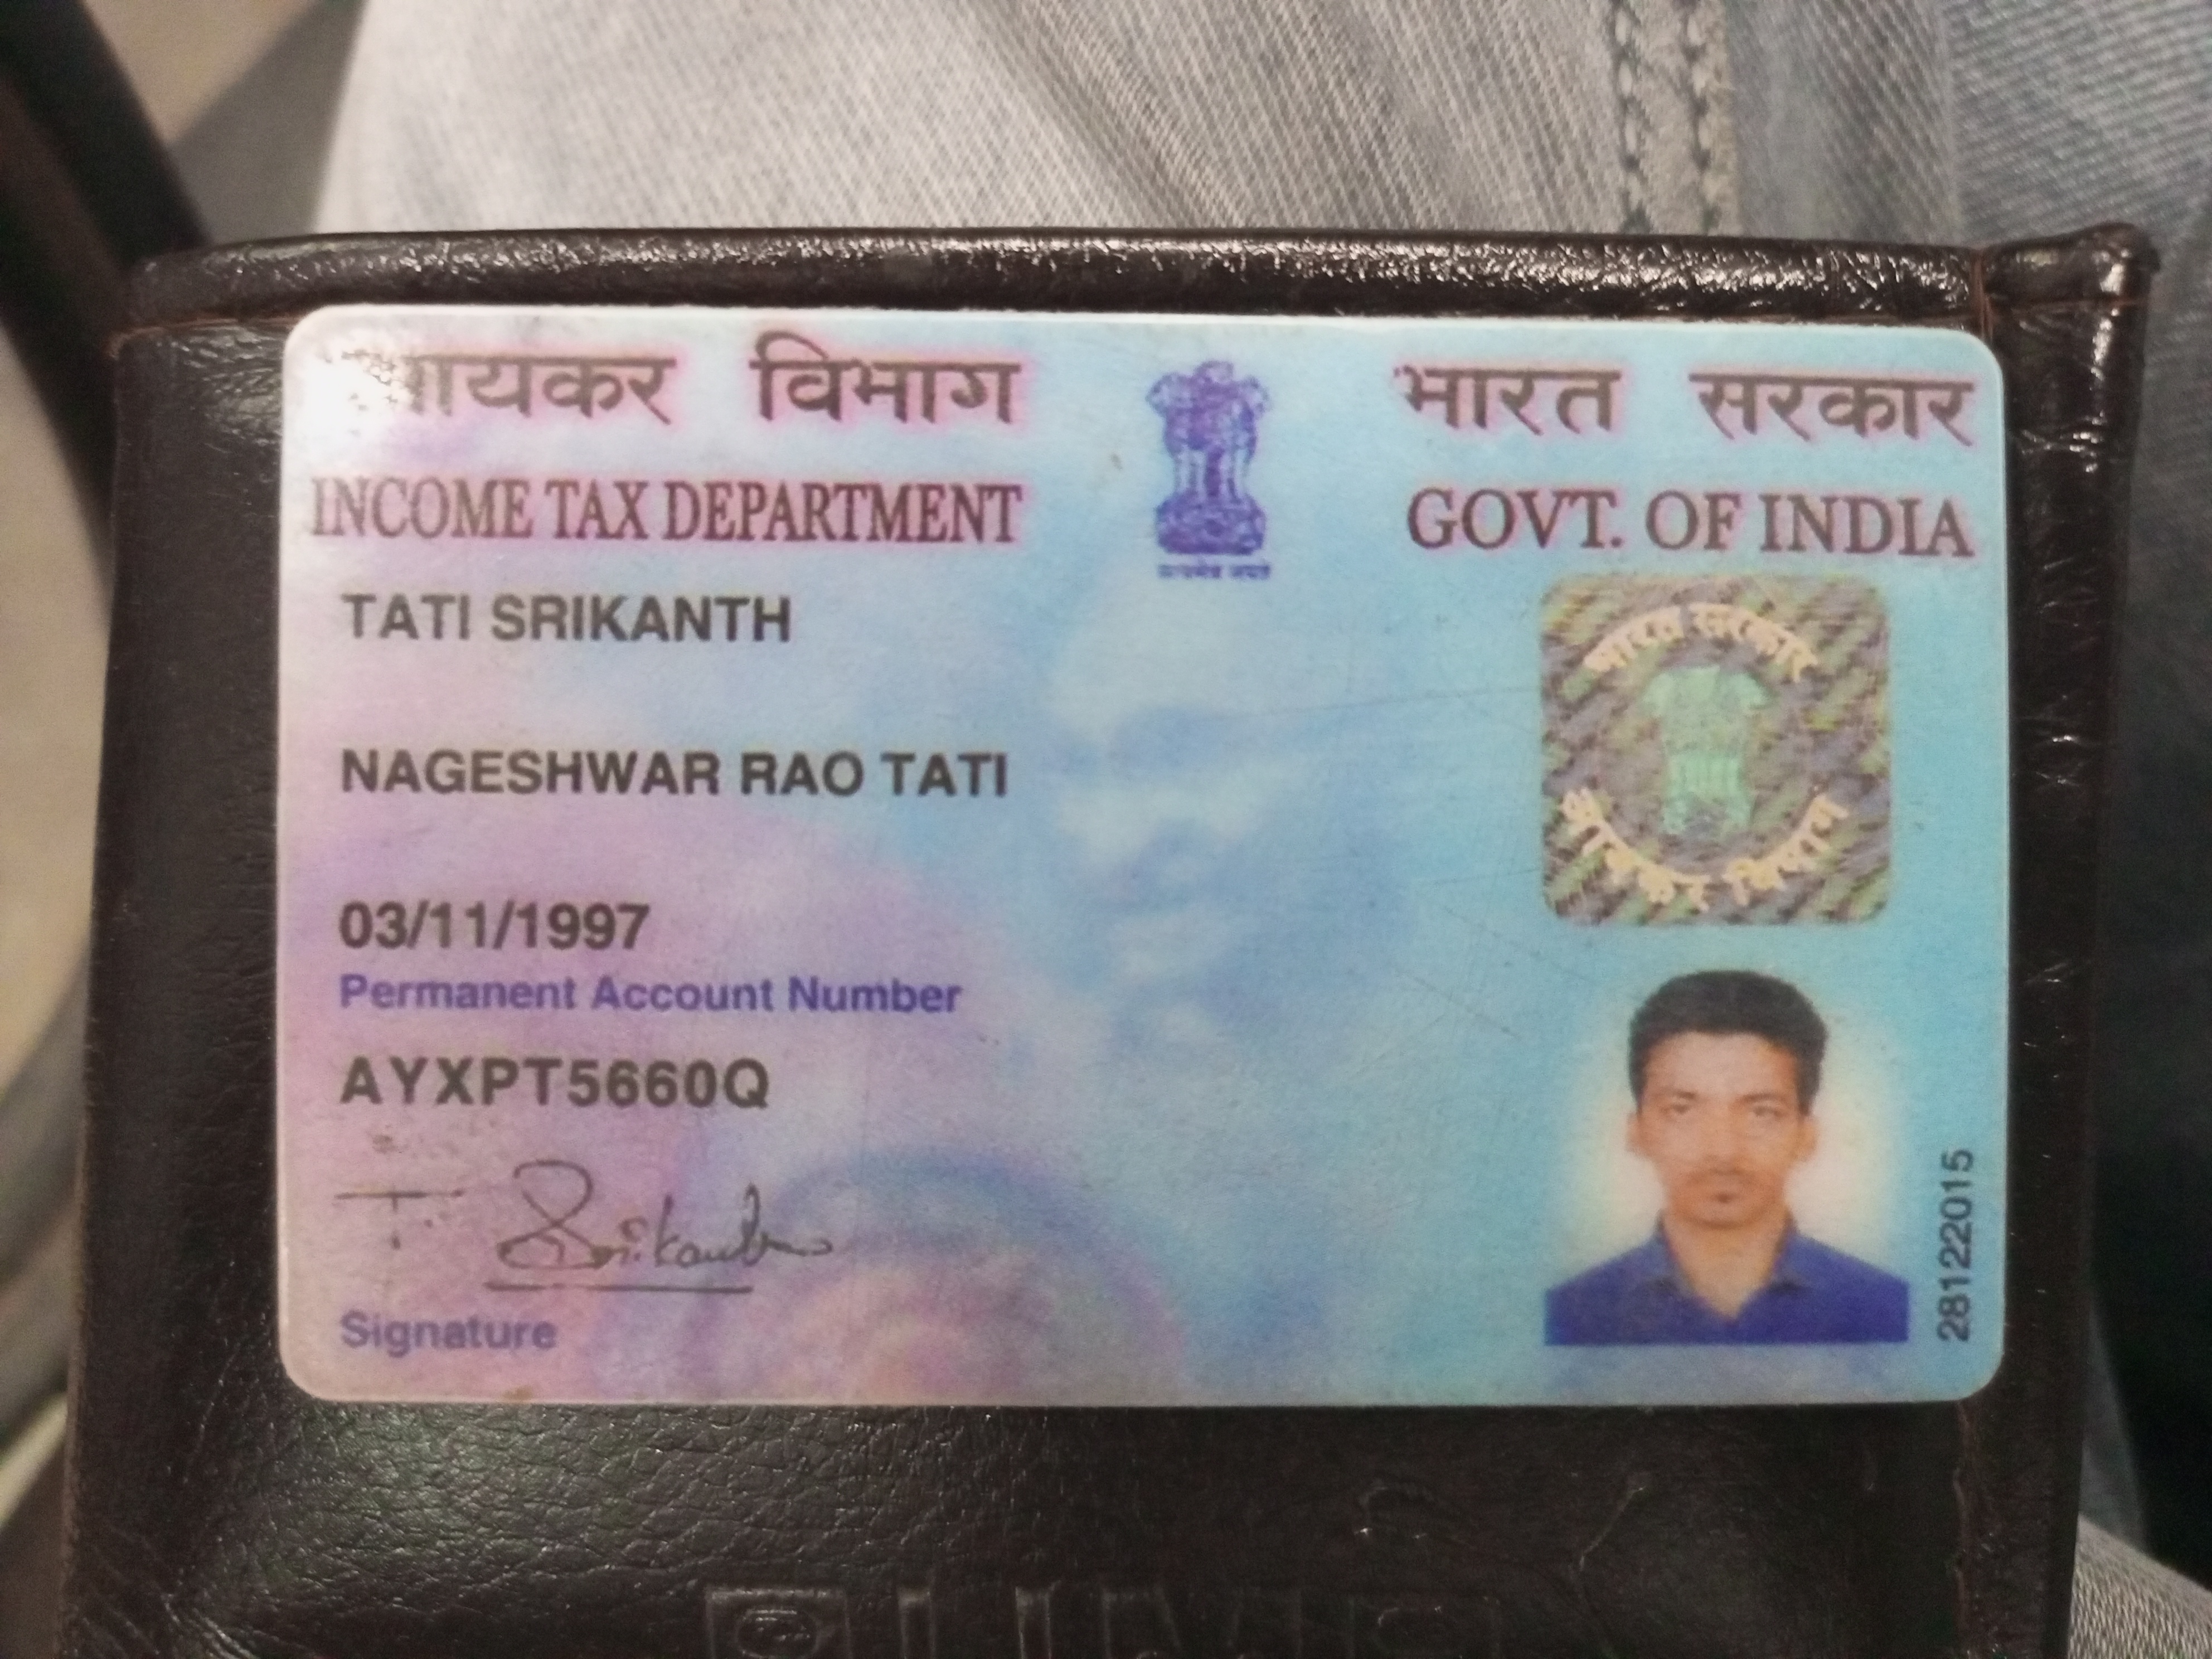 आयकर विभाग भारत सरकार
INCOME TAX DEPARTMENT GOVT. OF INDIA
सत्यमेव जयते
TATI SRIKANTH
भारत सरकार
आयकर विभाग
NAGESHWAR RAO TATI
03/11/1997
Permanent Account Number
AYXPT5660Q
T. Srikanth
Signature
28122015